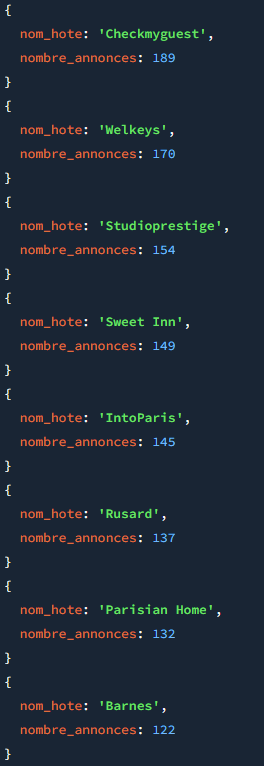 {
nom_hote: 'Checkmyguest',
nombre_annonces: 189
}
{
nom_hote: 'Welkeys',
nombre_annonces: 170
}
{
nom_hote: 'Studioprestige',
nombre_annonces: 154
}
{
nom_hote: 'Sweet Inn',
nombre_annonces: 149
}
{
nom_hote: 'IntoParis',
nombre_annonces: 145
}
{
nom_hote: 'Rusard',
nombre_annonces: 137
}
{
nom_hote: 'Parisian Home',
nombre_annonces: 132
}
{
nom_hote: 'Barnes',
nombre_annonces: 122
}